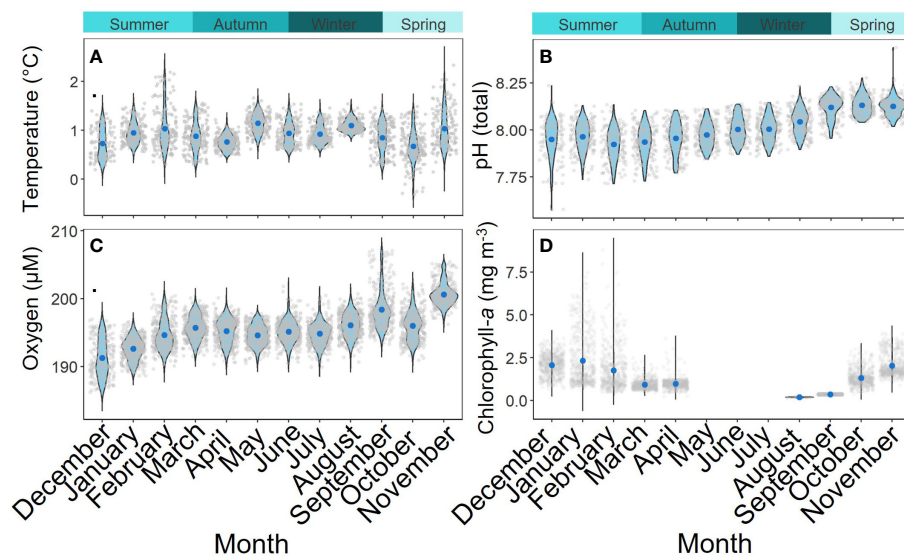 Summer Autumn Winter Spring
Summer Autumn Winter Spring
A
Temperature (°C)
2
1
0
B
pH (total)
8.25
8.00
7.75
C
Oxygen (µM)
210
200
190
D
Chlorophyll-a (mg m-3)
7.5
5.0
2.5
0.0
December
January
February
March
April
May
June
July
August
September
October
November
Month
December
January
February
March
April
May
June
July
August
September
October
November
Month